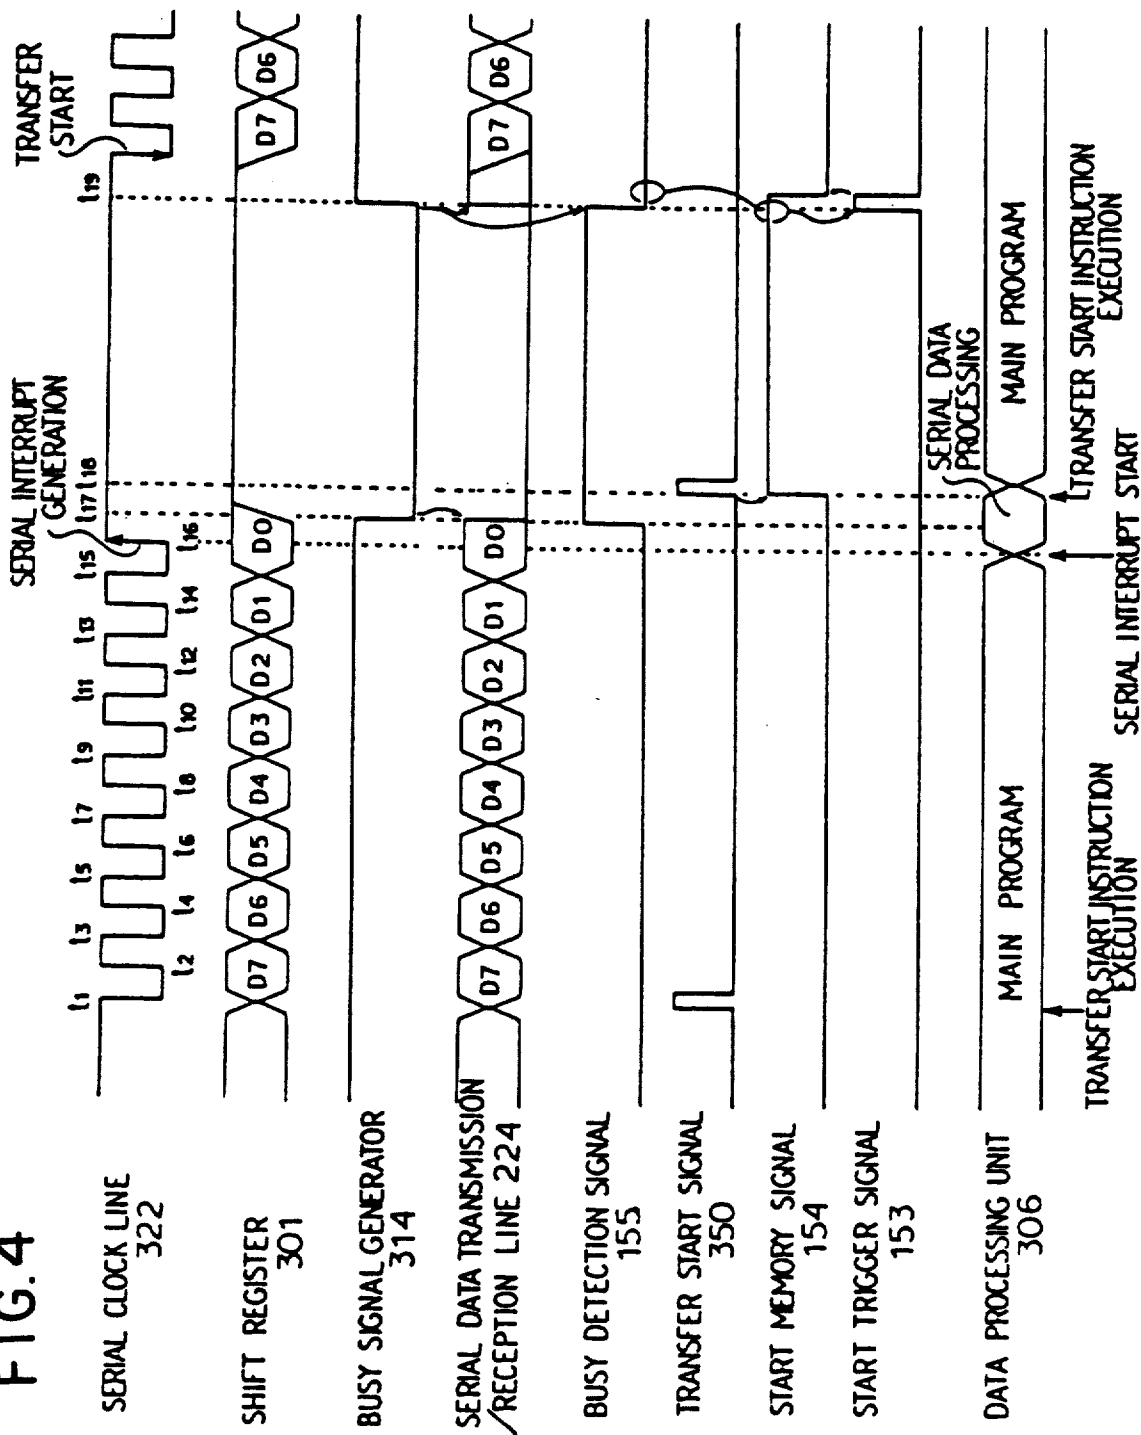 FIG.4
TRANSFER
START
SERIAL INTERRUPT
GENERATION
SERIAL CLOCK LINE
322
t1
t3
t5
t7
t9
t11
t13
t15
t17
t18
t19
t2
t4
t6
t8
t10
t12
t14
t16
SHIFT REGISTER
301
D7
D6
D5
D4
D3
D2
D1
D0
D7
D6
BUSY SIGNAL GENERATOR
314
SERIAL DATA TRANSMISSION
/RECEPTION LINE 224
D7
D6
D5
D4
D3
D2
D1
D0
D7
D6
BUSY DETECTION SIGNAL
155
TRANSFER START SIGNAL
350
START MEMORY SIGNAL
154
START TRIGGER SIGNAL
153
SERIAL DATA
PROCESSING
DATA PROCESSING UNIT
306
MAIN PROGRAM
MAIN PROGRAM
TRANSFER START INSTRUCTION
EXECUTION
SERIAL INTERRUPT START
TRANSFER START INSTRUCTION
EXECUTION